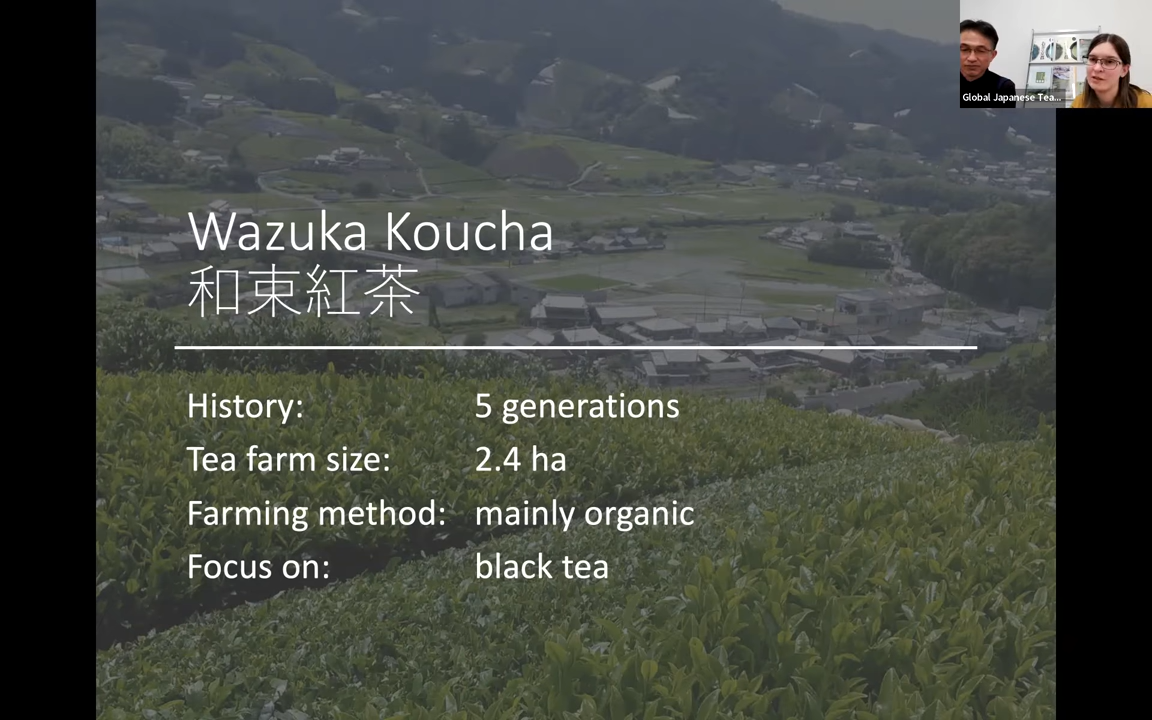 Global Japanese Tea...
Wazuka Koucha
和束紅茶
History: 5 generations
Tea farm size: 2.4 ha
Farming method: mainly organic
Focus on: black tea